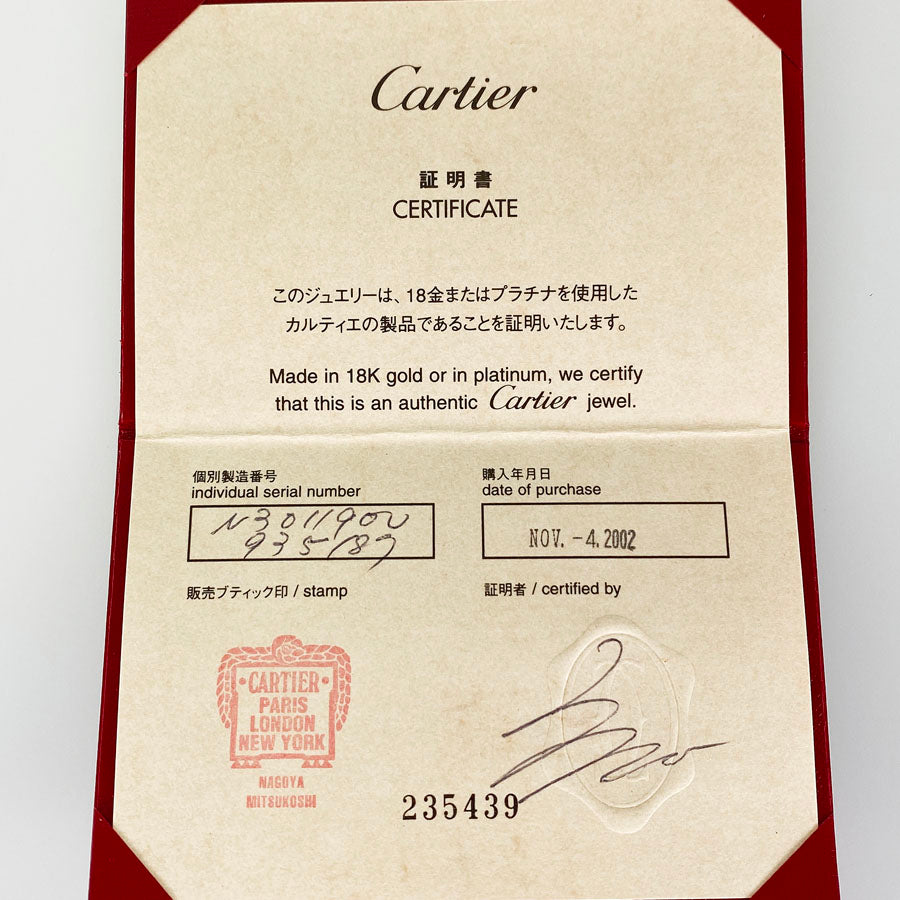 Cartier
証明書
CERTIFICATE
このジュエリーは、18金またはプラチナを使用した
カルティエの製品であることを証明いたします。
Made in 18K gold or in platinum, we certify
that this is an authentic Cartier jewel.
個別製造番号
individual serial number
N3011900
935189
購入年月日
date of purchase
NOV. -4. 2002
販売ブティック印 / stamp
証明者 / certified by
CARTIER
PARIS
LONDON
NEW YORK
NAGOYA
MITSUKOSHI
235439